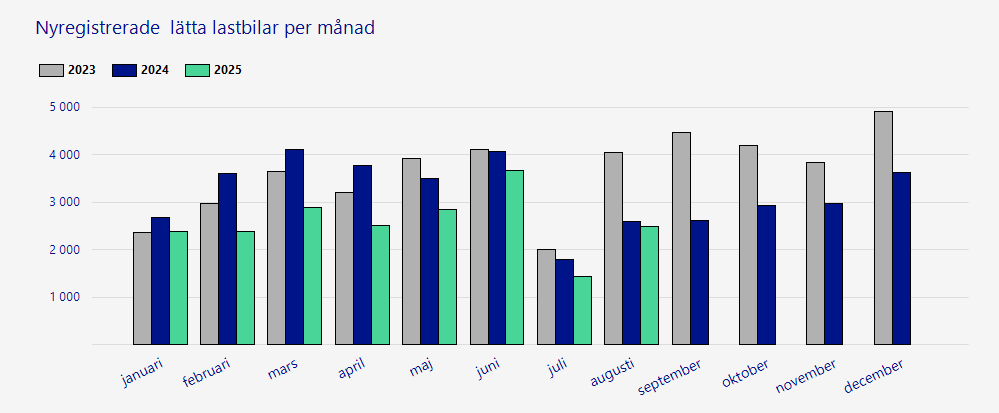 Nyregistrerade lätta lastbilar per månad
2023 2024 2025
5 000
4 000
3 000
2 000
1 000
januari februari mars april maj juni juli augusti september oktober november december